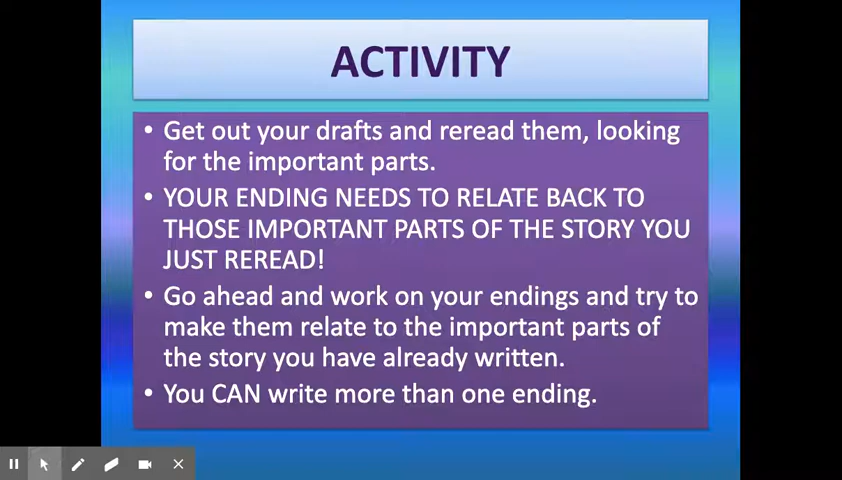 ACTIVITY
• Get out your drafts and reread them, looking
for the important parts.
• YOUR ENDING NEEDS TO RELATE BACK TO
THOSE IMPORTANT PARTS OF THE STORY YOU
JUST REREAD!
• Go ahead and work on your endings and try to
make them relate to the important parts of
the story you have already written.
• You CAN write more than one ending.